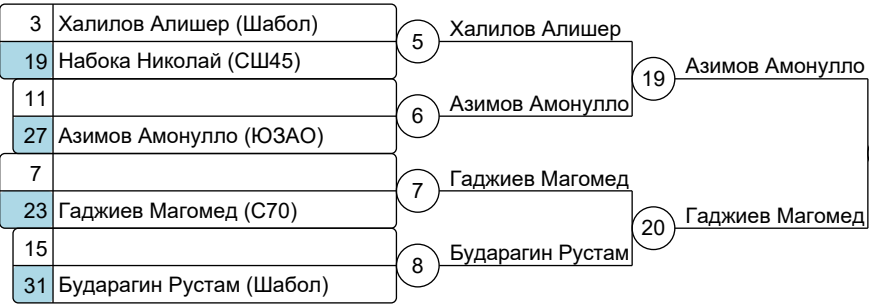 3 Халилов Алишер (Шабол)
19 Набока Николай (СШ45)
11
27 Азимов Амонулло (ЮЗАО)
7
23 Гаджиев Магомед (С70)
15
31 Бударагин Рустам (Шабол)
5
6
7
8
Халилов Алишер
Азимов Амонулло
Гаджиев Магомед
Бударагин Рустам
19
20
Азимов Амонулло
Гаджиев Магомед